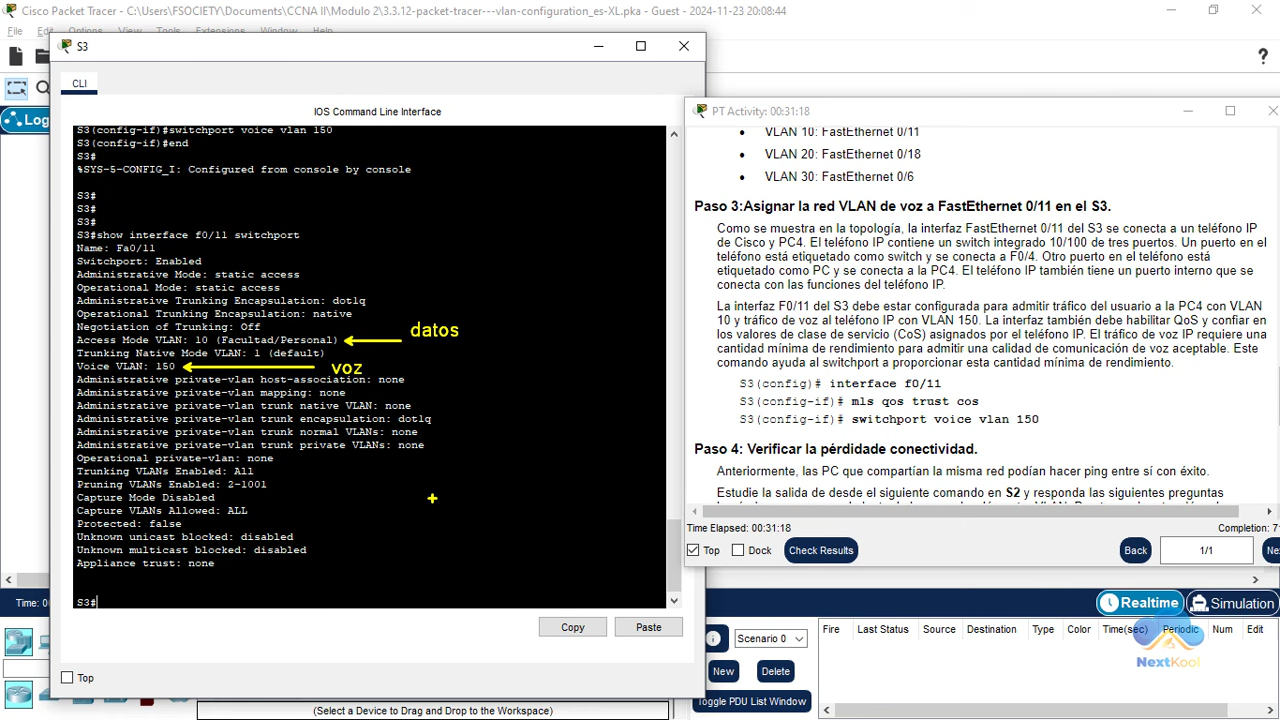 Cisco Packet Tracer - C:\Users\FSOCIETY\Documents\CCNA II\Modulo 2\3.3.12-packet-tracer---vlan-configuration_es-XL.pka - Guest - 2024-11-23 20:08:44
File Edit Options View Tools Extensions Window Help
S3
CLI
IOS Command Line Interface
S3(config-if)#switchport voice vlan 150
S3(config-if)#end
S3#
%SYS-5-CONFIG_I: Configured from console by console
S3#
S3#
S3#
S3#show interface f0/11 switchport
Name: Fa0/11
Switchport: Enabled
Administrative Mode: static access
Operational Mode: static access
Administrative Trunking Encapsulation: dot1q
Operational Trunking Encapsulation: native
Negotiation of Trunking: Off
Access Mode VLAN: 10 (Facultad/Personal)
datos
Trunking Native Mode VLAN: 1 (default)
Voice VLAN: 150
voz
Administrative private-vlan host-association: none
Administrative private-vlan mapping: none
Administrative private-vlan trunk native VLAN: none
Administrative private-vlan trunk encapsulation: dot1q
Administrative private-vlan trunk normal VLANs: none
Administrative private-vlan trunk private VLANs: none
Operational private-vlan: none
Trunking VLANs Enabled: All
Pruning VLANs Enabled: 2-1001
Capture Mode Disabled
Capture VLANs Allowed: ALL
Protected: false
Unknown unicast blocked: disabled
Unknown multicast blocked: disabled
Appliance trust: none
S3#
Copy
Paste
Top
Log
Time: 0
PT Activity: 00:31:18
• VLAN 10: FastEthernet 0/11
• VLAN 20: FastEthernet 0/18
• VLAN 30: FastEthernet 0/6
Paso 3:Asignar la red VLAN de voz a FastEthernet 0/11 en el S3.
Como se muestra en la topología, la interfaz FastEthernet 0/11 del S3 se conecta a un teléfono IP
de Cisco y PC4. El teléfono IP contiene un switch integrado 10/100 de tres puertos. Un puerto en el
teléfono está etiquetado como switch y se conecta a F0/4. Otro puerto en el teléfono está
etiquetado como PC y se conecta a la PC4. El teléfono IP también tiene un puerto interno que se
conecta con las funciones del teléfono IP.
La interfaz F0/11 del S3 debe estar configurada para admitir tráfico del usuario a la PC4 con VLAN
10 y tráfico de voz al teléfono IP con VLAN 150. La interfaz también debe habilitar QoS y confiar en
los valores de clase de servicio (CoS) asignados por el teléfono IP. El tráfico de voz IP requiere una
cantidad mínima de rendimiento para admitir una calidad de comunicación de voz aceptable. Este
comando ayuda al switchport a proporcionar esta cantidad mínima de rendimiento.
S3(config)# interface f0/11
S3(config-if)# mls qos trust cos
S3(config-if)# switchport voice vlan 150
Paso 4: Verificar la pérdidade conectividad.
Anteriormente, las PC que compartían la misma red podían hacer ping entre sí con éxito.
Estudie la salida de desde el siguiente comando en S2 y responda las siguientes preguntas
Time Elapsed: 00:31:18
Completion: 7
Top
Dock
Check Results
Back
1/1
Ne
Realtime
Simulation
Scenario 0
New
Delete
Toggle PDU List Window
Fire Last Status Source Destination Type Color Time(sec) Periodic Num Edit
NextKool
(Select a Device to Drag and Drop to the Workspace)